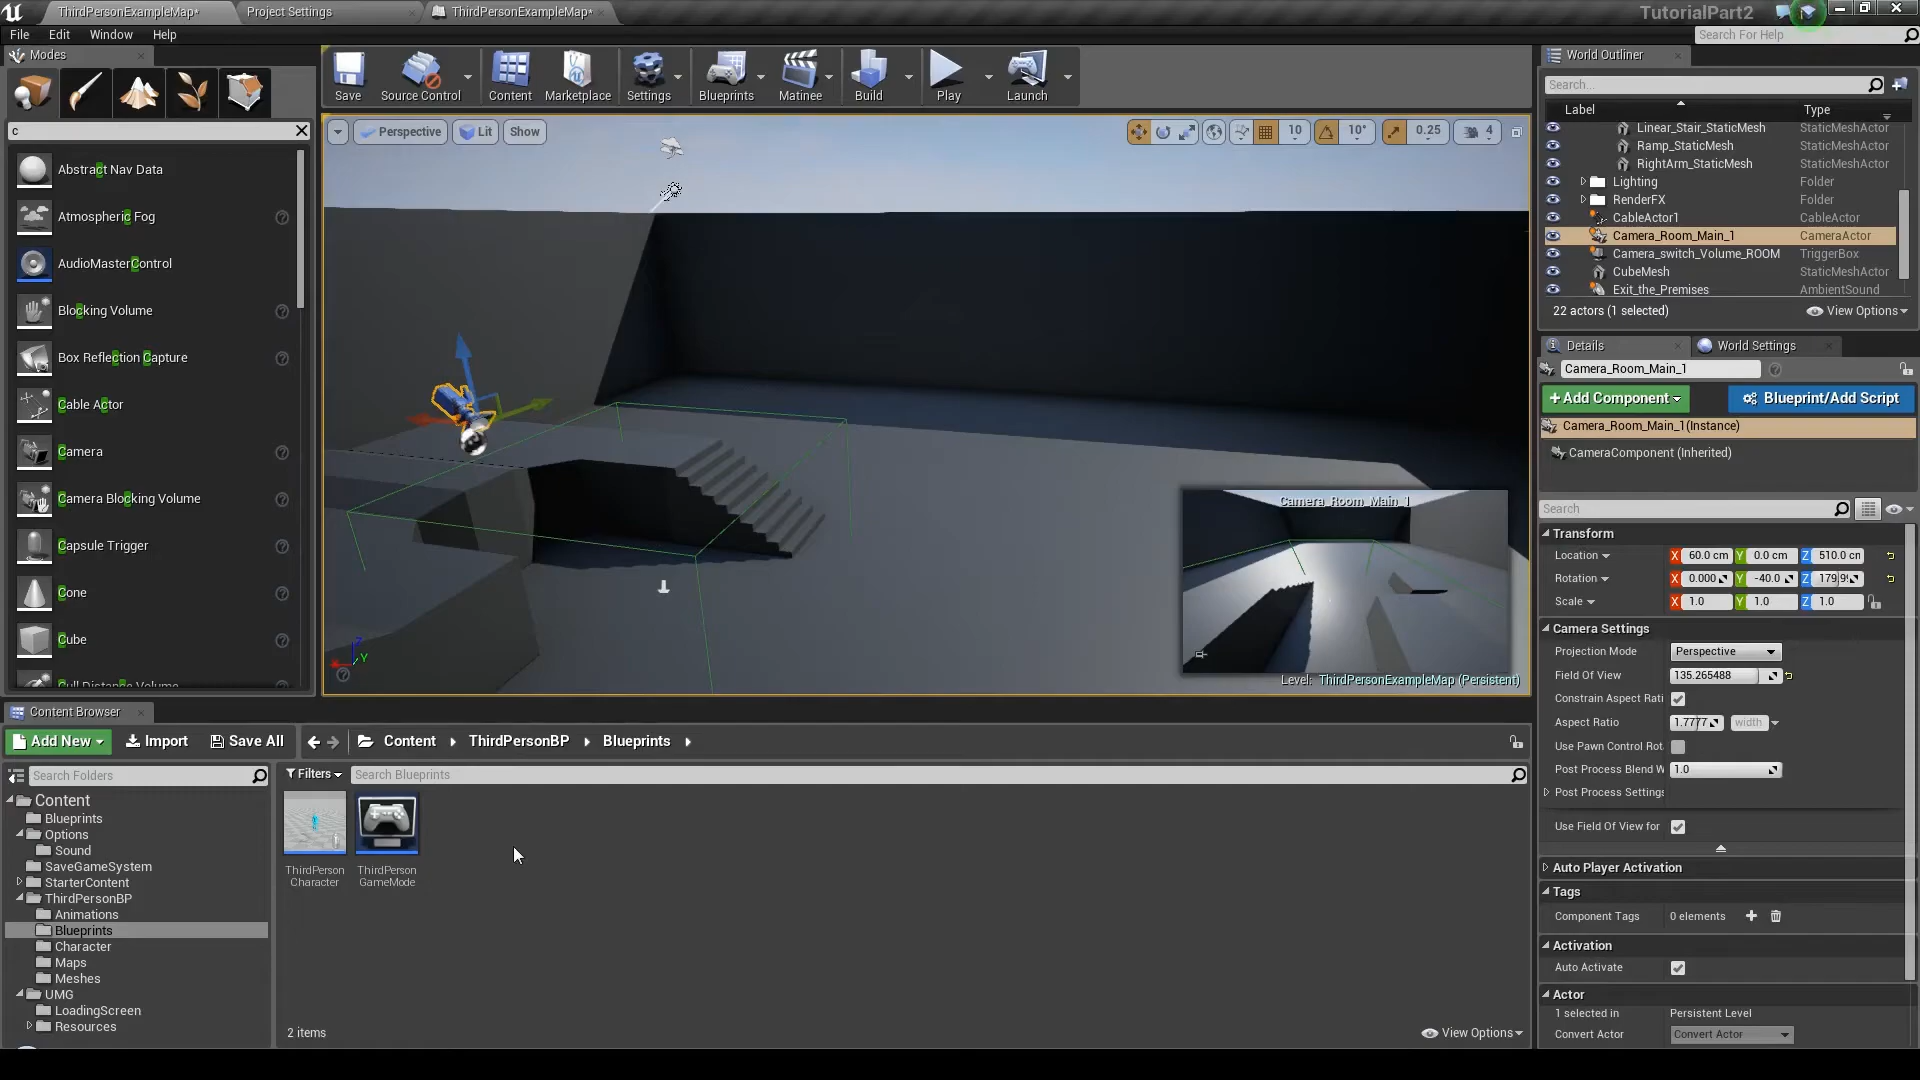 ThirdPersonExampleMap*
Project Settings
ThirdPersonExampleMap*
TutorialPart2
File
Edit
Window
Help
Search For Help
Modes
c
Abstract Nav Data
Atmospheric Fog
AudioMasterControl
Blocking Volume
Box Reflection Capture
Cable Actor
Camera
Camera Blocking Volume
Capsule Trigger
Cone
Cube
Cull Distance Volume
Save
Source Control
Content
Marketplace
Settings
Blueprints
Matinee
Build
Play
Launch
Perspective
Lit
Show
10
10°
0.25
4
Camera_Room_Main_1
Level: ThirdPersonExampleMap (Persistent)
World Outliner
Search...
Label
Type
Linear_Stair_StaticMesh
StaticMeshActor
Ramp_StaticMesh
StaticMeshActor
RightArm_StaticMesh
StaticMeshActor
Lighting
Folder
RenderFX
Folder
CableActor1
CableActor
Camera_Room_Main_1
CameraActor
Camera_switch_Volume_ROOM
TriggerBox
CubeMesh
StaticMeshActor
Exit_the_Premises
AmbientSound
22 actors (1 selected)
View Options
Details
World Settings
Camera_Room_Main_1
+Add Component
Blueprint/Add Script
Camera_Room_Main_1(Instance)
CameraComponent (Inherited)
Search
Transform
Location
X 60.0 cm Y 0.0 cm Z 510.0 cm
Rotation
X 0.000 Y -40.0 Z 179.9
Scale
X 1.0 Y 1.0 Z 1.0
Camera Settings
Projection Mode
Perspective
Field Of View
135.265488
Constrain Aspect Rati
Aspect Ratio
1.7777
width
Use Pawn Control Rot
Post Process Blend W
1.0
Post Process Settings
Use Field Of View for
Auto Player Activation
Tags
Component Tags
0 elements
Activation
Auto Activate
Actor
1 selected in
Persistent Level
Convert Actor
Convert Actor
Content Browser
Add New
Import
Save All
Content
ThirdPersonBP
Blueprints
Search Folders
Filters
Search Blueprints
Content
Blueprints
Options
Sound
SaveGameSystem
StarterContent
ThirdPersonBP
Animations
Blueprints
Character
Maps
Meshes
UMG
LoadingScreen
Resources
ThirdPerson
Character
ThirdPerson
GameMode
2 items
View Options